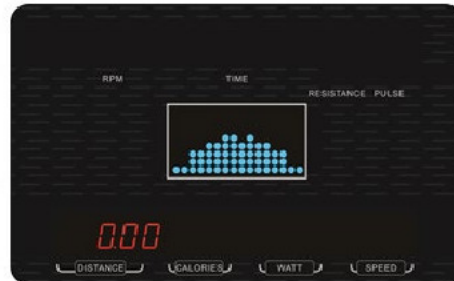 RPM TIME
RESISTANCE PULSE
0.00
DISTANCE CALORIES WATT SPEED